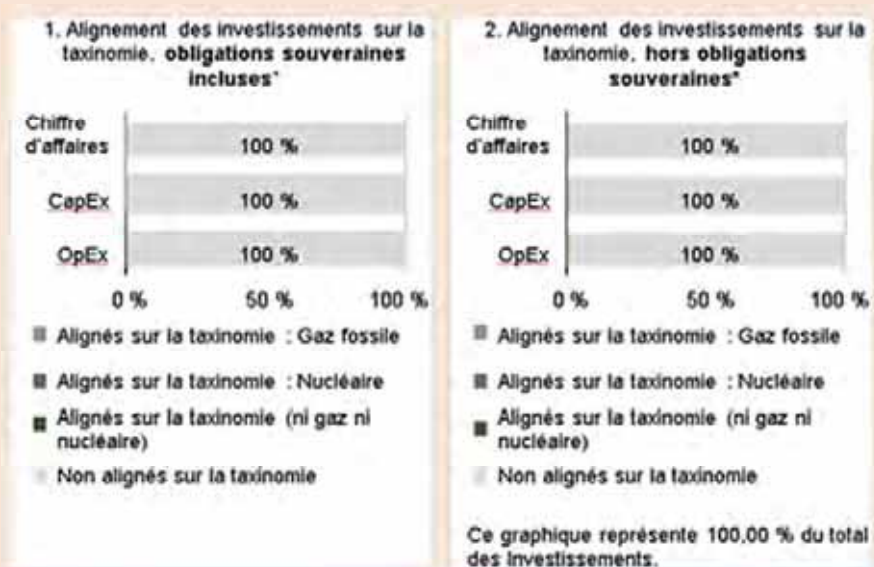 1. Alignement des investissements sur la
taxinomie, obligations souveraines
incluses*
Chiffre
d'affaires
100 %
CapEx
100 %
OpEx
100 %
0 %
50 %
100 %
Alignés sur la taxinomie : Gaz fossile
Alignés sur la taxinomie : Nucléaire
Alignés sur la taxinomie (ni gaz ni
nucléaire)
Non alignés sur la taxinomie
2. Alignement des investissements sur la
taxinomie, hors obligations
souveraines*
Chiffre
d'affaires
100 %
CapEx
100 %
OpEx
100 %
0 %
50 %
100 %
Alignés sur la taxinomie : Gaz fossile
Alignés sur la taxinomie : Nucléaire
Alignés sur la taxinomie (ni gaz ni
nucléaire)
Non alignés sur la taxinomie
Ce graphique représente 100,00 % du total
des Investissements.